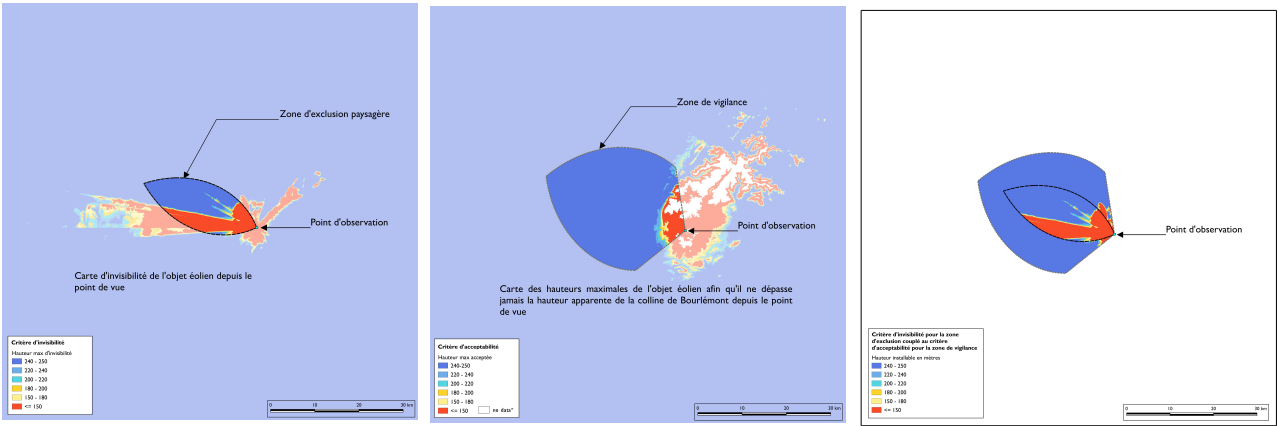 Zone d'exclusion paysagère
Point d'observation
Carte d'invisibilité de l'objet éolien depuis le
point de vue
Critère d'invisibilité
Hauteur max d'invisibilité
240 - 250
220 - 240
200 - 220
180 - 200
150 - 180
<= 150
0 10 20 30 km
Zone de vigilance
Point d'observation
Carte des hauteurs maximales de l'objet éolien afin qu'il ne dépasse
jamais la hauteur apparente de la colline de Bourlémont depuis le point
de vue
Critère d'acceptabilité
Hauteur max acceptée
240-250
220 - 240
200 - 220
180 - 200
150 - 180
<= 150 no data"
0 10 20 30 km
Point d'observation
Critère d'invisibilité pour la zone
d'exclusion couplé au critère
d'acceptabilité pour la zone de vigilance
Hauteur installable en mètres
240 - 250
220 - 240
200 - 220
180 - 200
150 - 180
<= 150
0 10 20 30 km